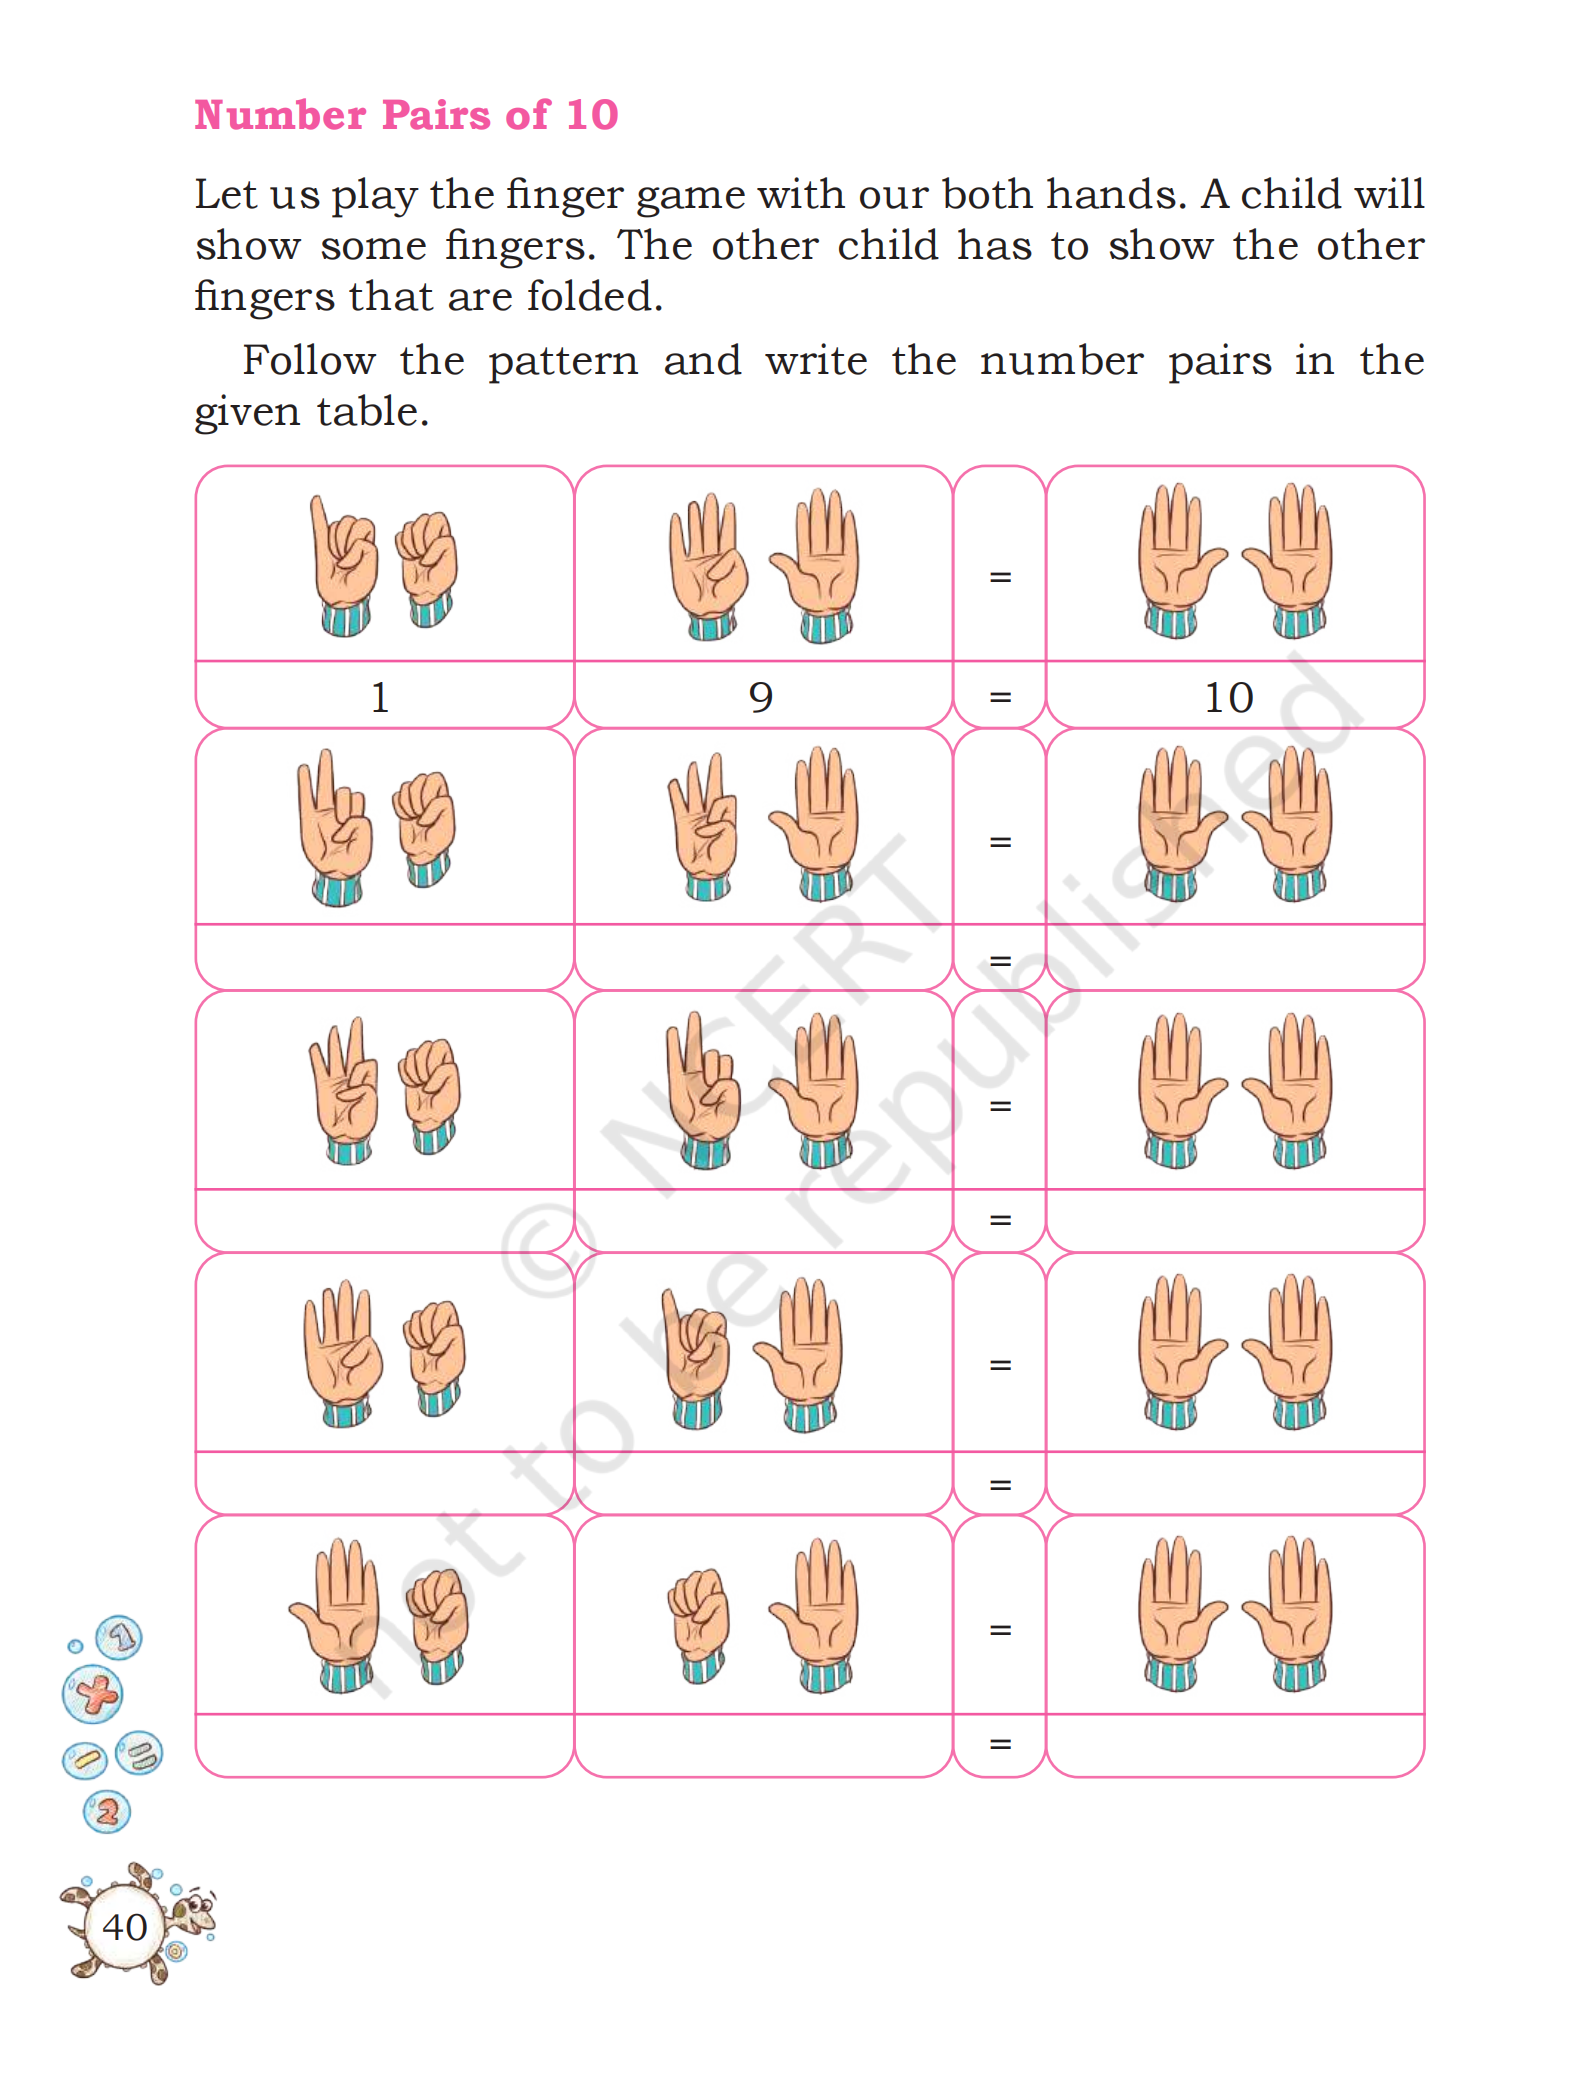 Number Pairs of 10
Let us play the finger game with our both hands. A child will
show some fingers. The other child has to show the other
fingers that are folded.
Follow the pattern and write the number pairs in the
given table.
=
1 9 = 10
=
=
=
=
=
=
=
=
© NCERT
not to be republished
1
2
40